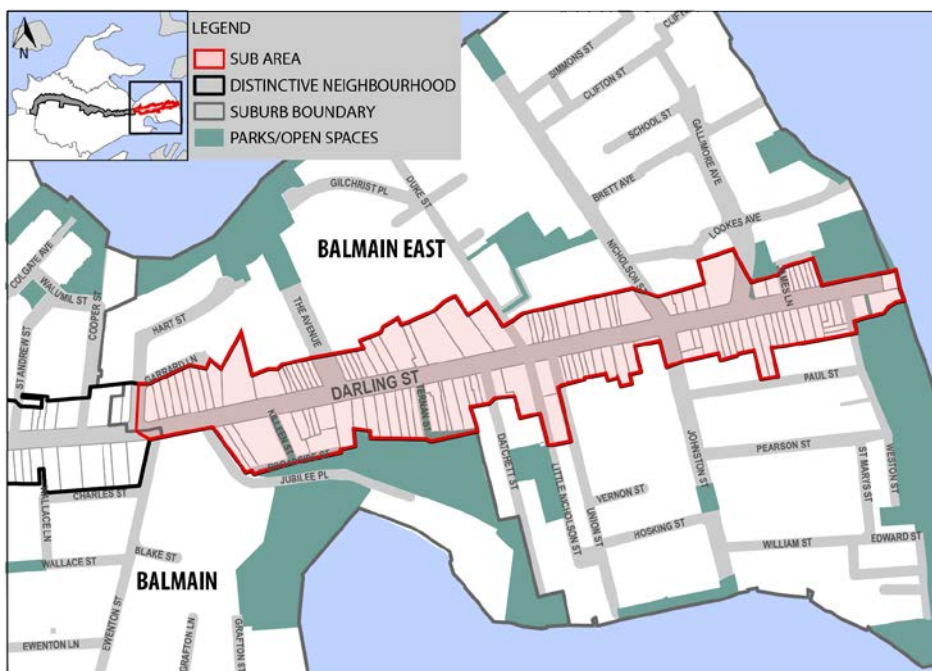 N
LEGEND
SUB AREA
DISTINCTIVE NEIGHBOURHOOD
SUBURB BOUNDARY
PARKS/OPEN SPACES
SIMMONS ST
CLIFTON ST
SCHOOL ST
GALLIMORE AVE
BRETT AVE
LOOKES AVE
GILCHRIST PL
DUKE ST
BALMAIN EAST
NICHOLSON ST
COLGATE AVE
WALUMIL ST
COOPER ST
ST ANDREW ST
HART ST
THE AVENUE
GARRARD LN
DARLING ST
KILLEEN ST
JUBILEE PL
DATCHETT ST
LITTLE NICHOLSON ST
UNION ST
VERNON ST
HOSKING ST
JOHNSTON ST
PAUL ST
PEARSON ST
ST MARYS ST
WESTON ST
WILLIAM ST
EDWARD ST
CHARLES ST
WALLACE ST
BLAKE ST
BALMAIN
EWENTON ST
EWENTON LN
GRAFTON LN
GRAFTON ST